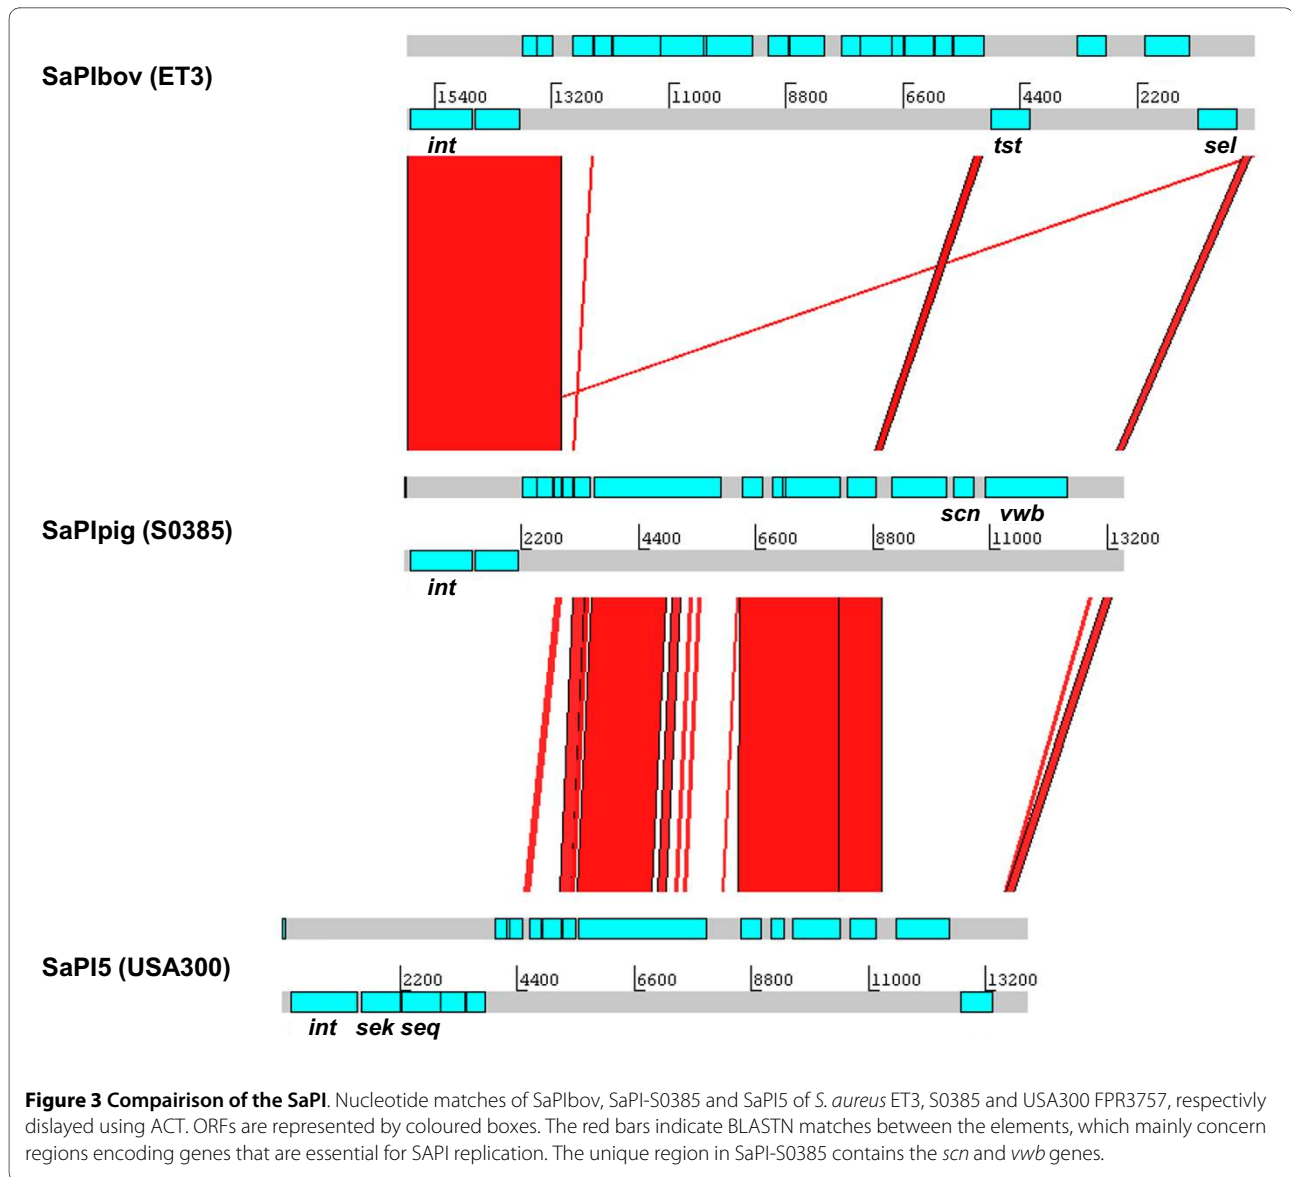 SaPIbov (ET3)
15400 13200 11000 8800 6600 4400 2200
int tst sel
scn vwb
SaPIpig (S0385)
2200 4400 6600 8800 11000 13200
int
SaPI5 (USA300)
2200 4400 6600 8800 11000 13200
int sek seq
Figure 3 Compairison of the SaPI. Nucleotide matches of SaPIbov, SaPI-S0385 and SaPI5 of S. aureus ET3, S0385 and USA300 FPR3757, respectivly
dislayed using ACT. ORFs are represented by coloured boxes. The red bars indicate BLASTN matches between the elements, which mainly concern
regions encoding genes that are essential for SAPI replication. The unique region in SaPI-S0385 contains the scn and vwb genes.